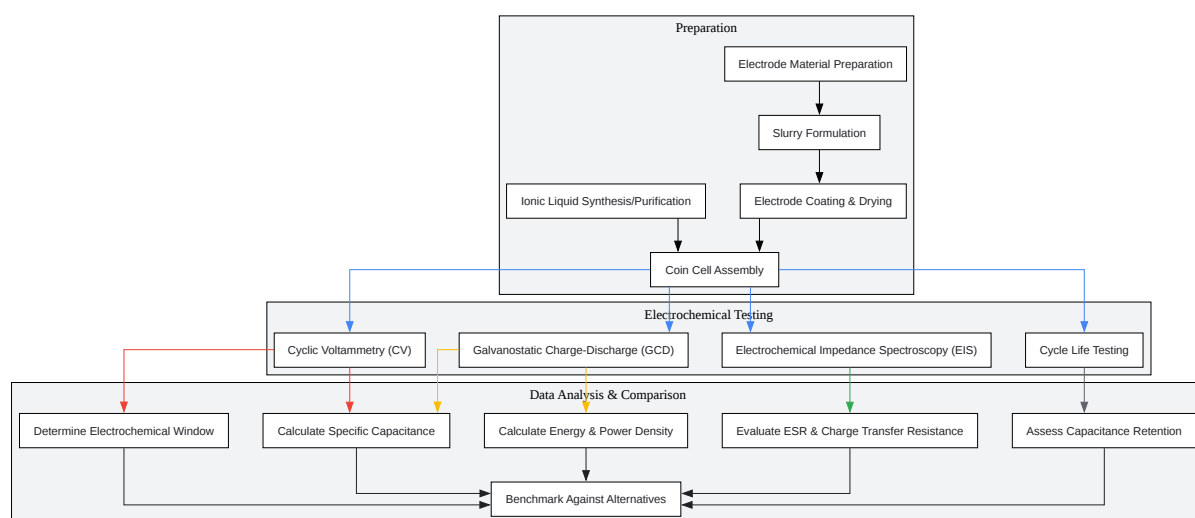 Preparation
Electrode Material Preparation
Slurry Formulation
Ionic Liquid Synthesis/Purification
Electrode Coating & Drying
Coin Cell Assembly
Electrochemical Testing
Cyclic Voltammetry (CV)
Galvanostatic Charge-Discharge (GCD)
Electrochemical Impedance Spectroscopy (EIS)
Cycle Life Testing
Data Analysis & Comparison
Determine Electrochemical Window
Calculate Specific Capacitance
Calculate Energy & Power Density
Evaluate ESR & Charge Transfer Resistance
Assess Capacitance Retention
Benchmark Against Alternatives